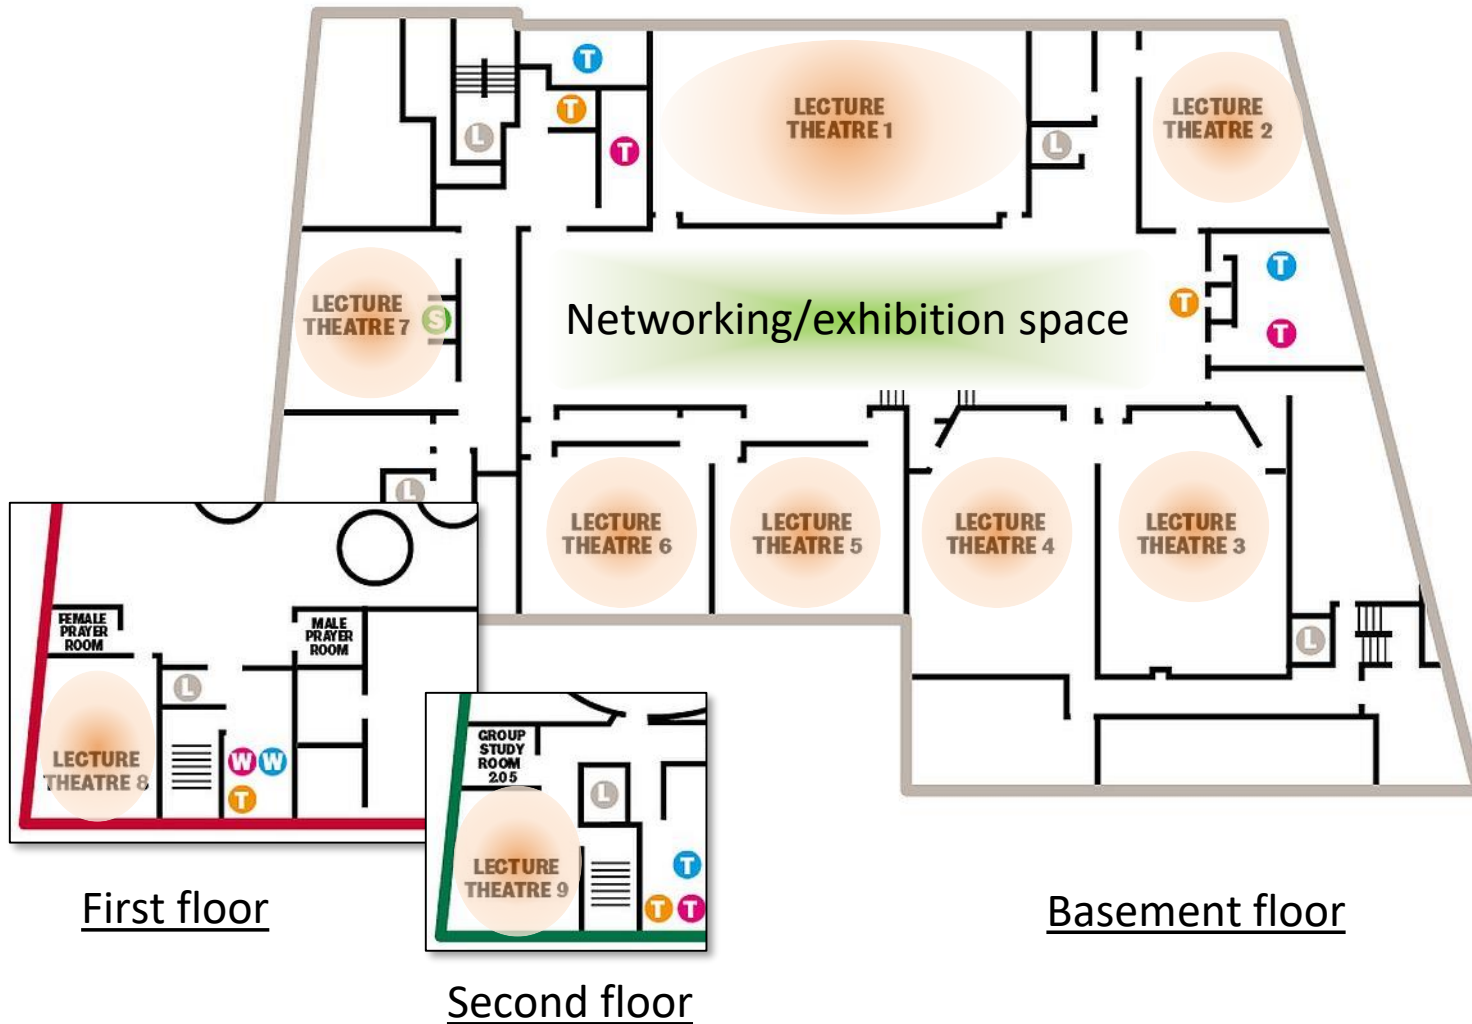 T
T
T
L
LECTURE
THEATRE 1
L
LECTURE
THEATRE 2
LECTURE
THEATRE 7
S
Networking/exhibition space
T
T
T
L
LECTURE
THEATRE 6
LECTURE
THEATRE 5
LECTURE
THEATRE 4
LECTURE
THEATRE 3
L
FEMALE
PRAYER
ROOM
MALE
PRAYER
ROOM
L
LECTURE
THEATRE 8
W W
T
First floor
GROUP
STUDY
ROOM
205
L
LECTURE
THEATRE 9
T
T T
Second floor
Basement floor